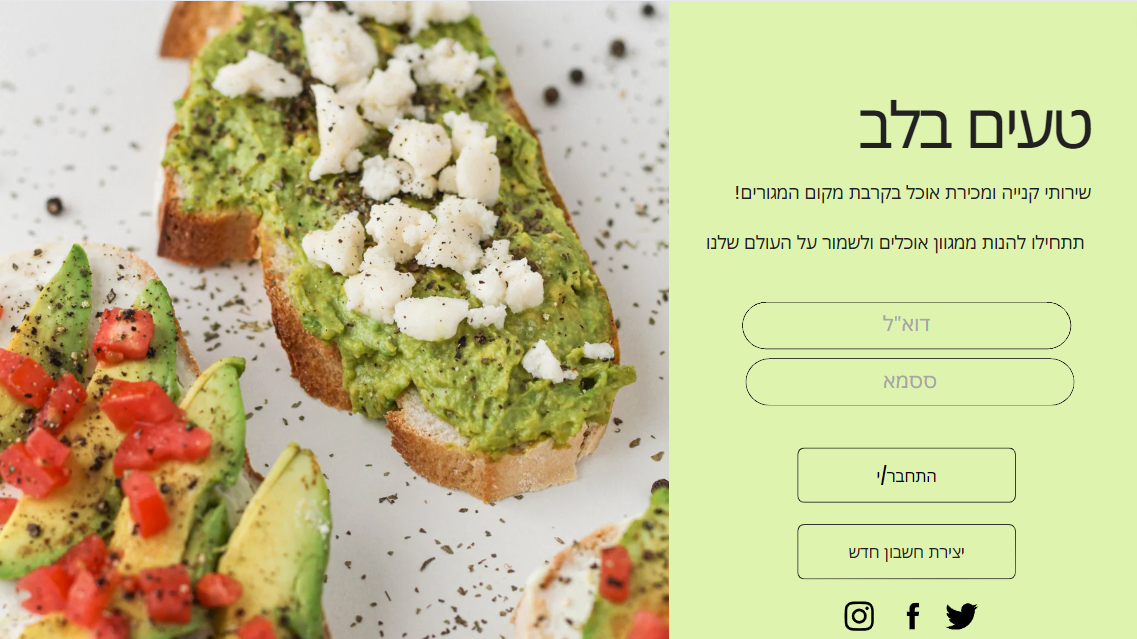 טעים בלב
שירותי קנייה ומכירת אוכל בקרבת מקום המגורים!
תתחילו להנות ממגוון אוכלים ולשמור על העולם שלנו
דוא"ל
ססמא
התחבר/י
יצירת חשבון חדש